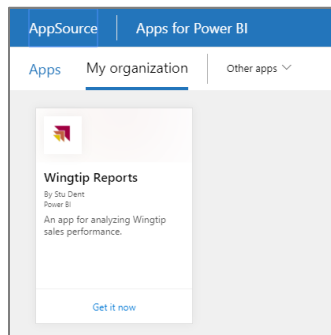 AppSource Apps for Power BI
Apps My organization Other apps
Wingtip Reports
By Stu Dent
Power BI
An app for analyzing Wingtip
sales performance.
Get it now